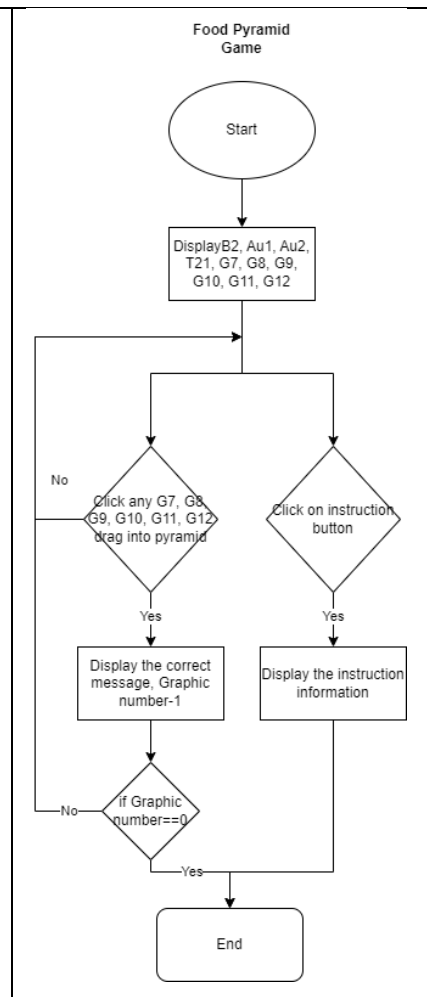 Food Pyramid
Game
Start
DisplayB2, Au1, Au2,
T21, G7, G8, G9,
G10, G11, G12
No
Click any G7, G8,
G9, G10, G11, G12
drag into pyramid
Click on instruction
button
Yes
Yes
Display the correct
message, Graphic
number-1
Display the instruction
information
No
if Graphic
number==0
Yes
End